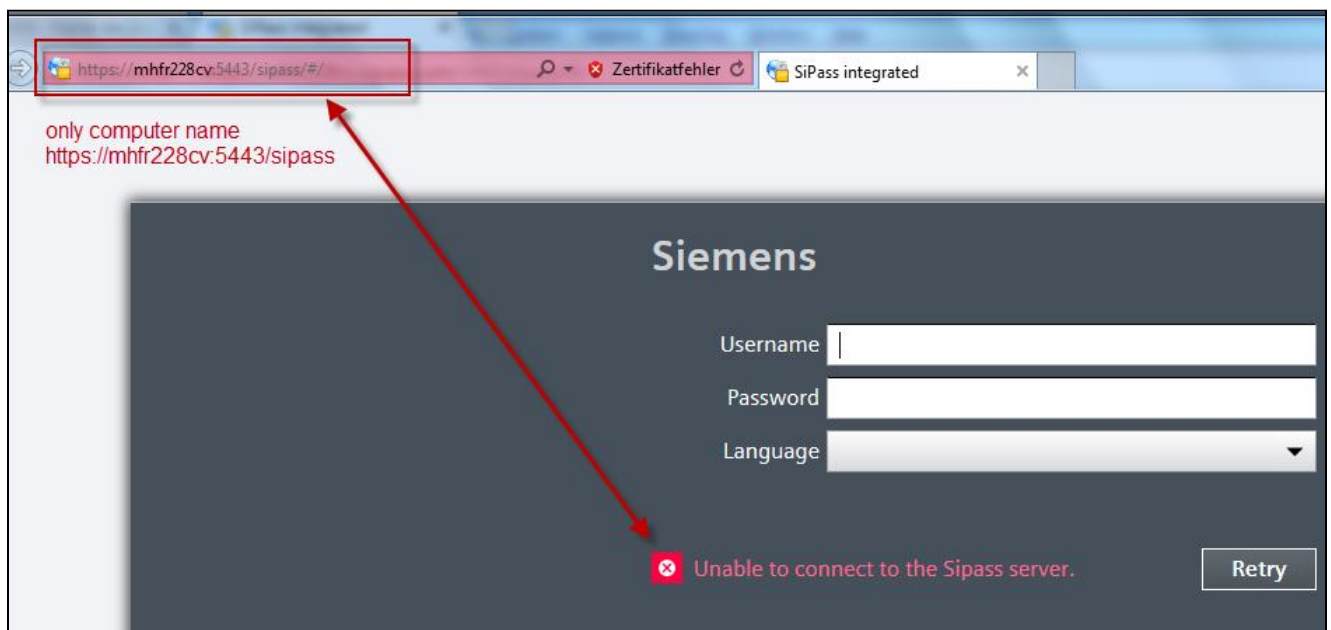 https://mhfr228cv:5443/sipass/#/ Zertifikatfehler SiPass integrated
only computer name
https://mhfr228cv:5443/sipass
Siemens
Username
Password
Language
Unable to connect to the Sipass server. Retry